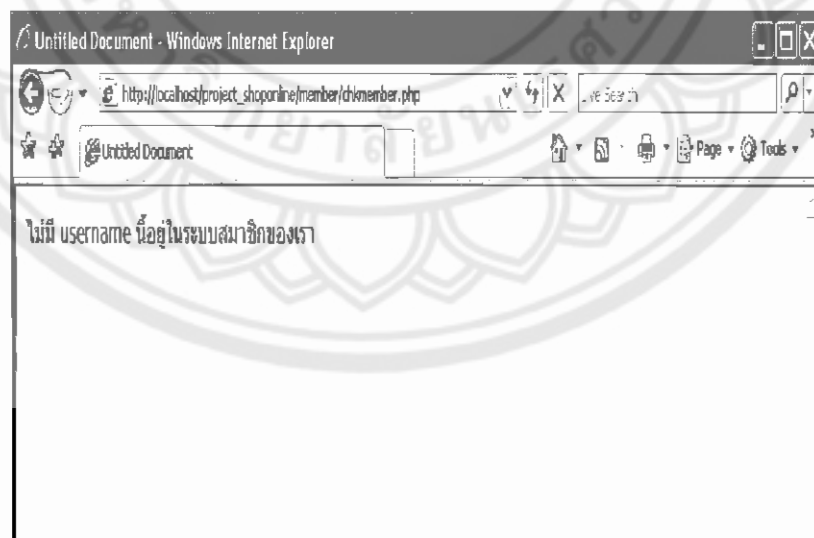 Untitled Document - Windows Internet Explorer
http://localhost/project_shoponline/member/chkmember.php Live Search
Untitled Document Page Tools
ไม่มี username นี้อยู่ในระบบสมาชิกของเรา